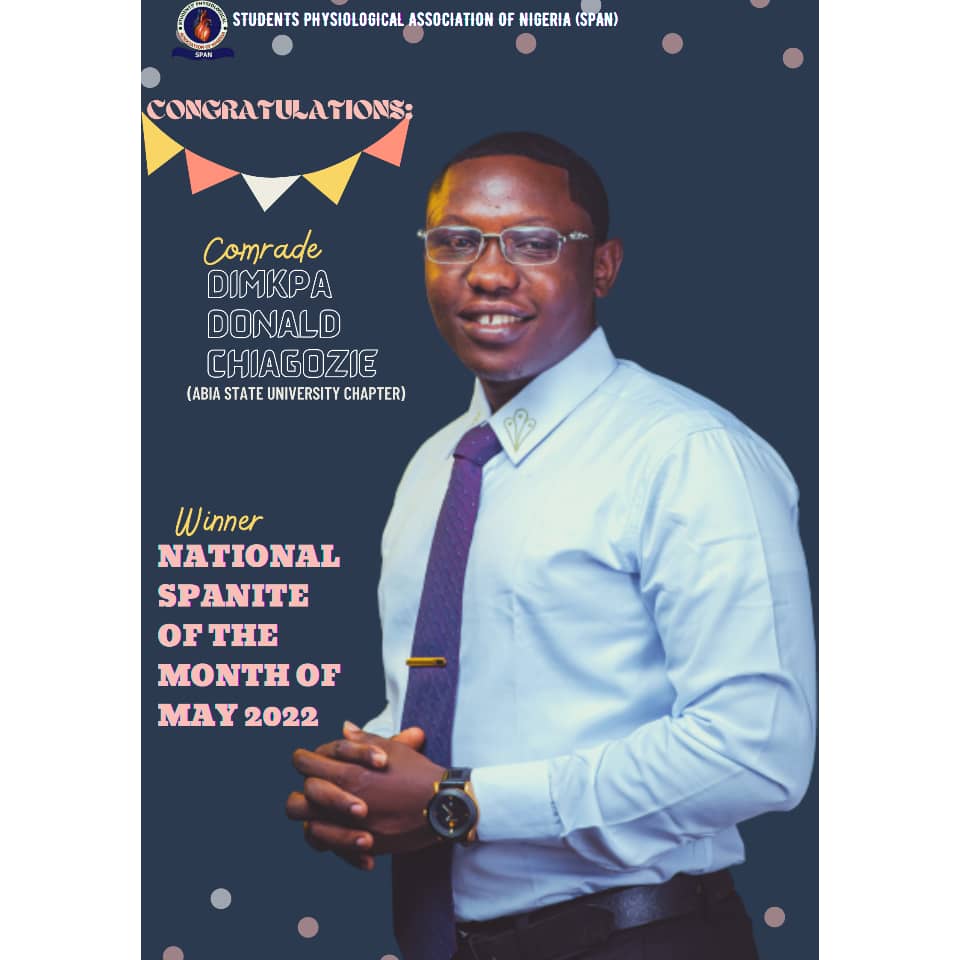 STUDENTS PHYSIOLOGICAL ASSOCIATION OF NIGERIA (SPAN)
SPAN
CONGRATULATIONS:
Comrade
DIMKPA
DONALD
CHIAGOZIE
(ABIA STATE UNIVERSITY CHAPTER)
Winner
NATIONAL
SPANITE
OF THE
MONTH OF
MAY 2022